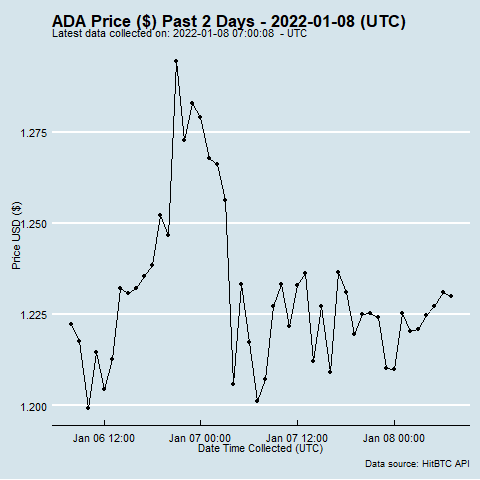 ADA Price ($) Past 2 Days - 2022-01-08 (UTC)
Latest data collected on: 2022-01-08 07:00:08 - UTC
1.275
1.250
1.225
1.200
Price USD ($)
Jan 06 12:00 Jan 07 00:00 Jan 07 12:00 Jan 08 00:00
Date Time Collected (UTC)
Data source: HitBTC API